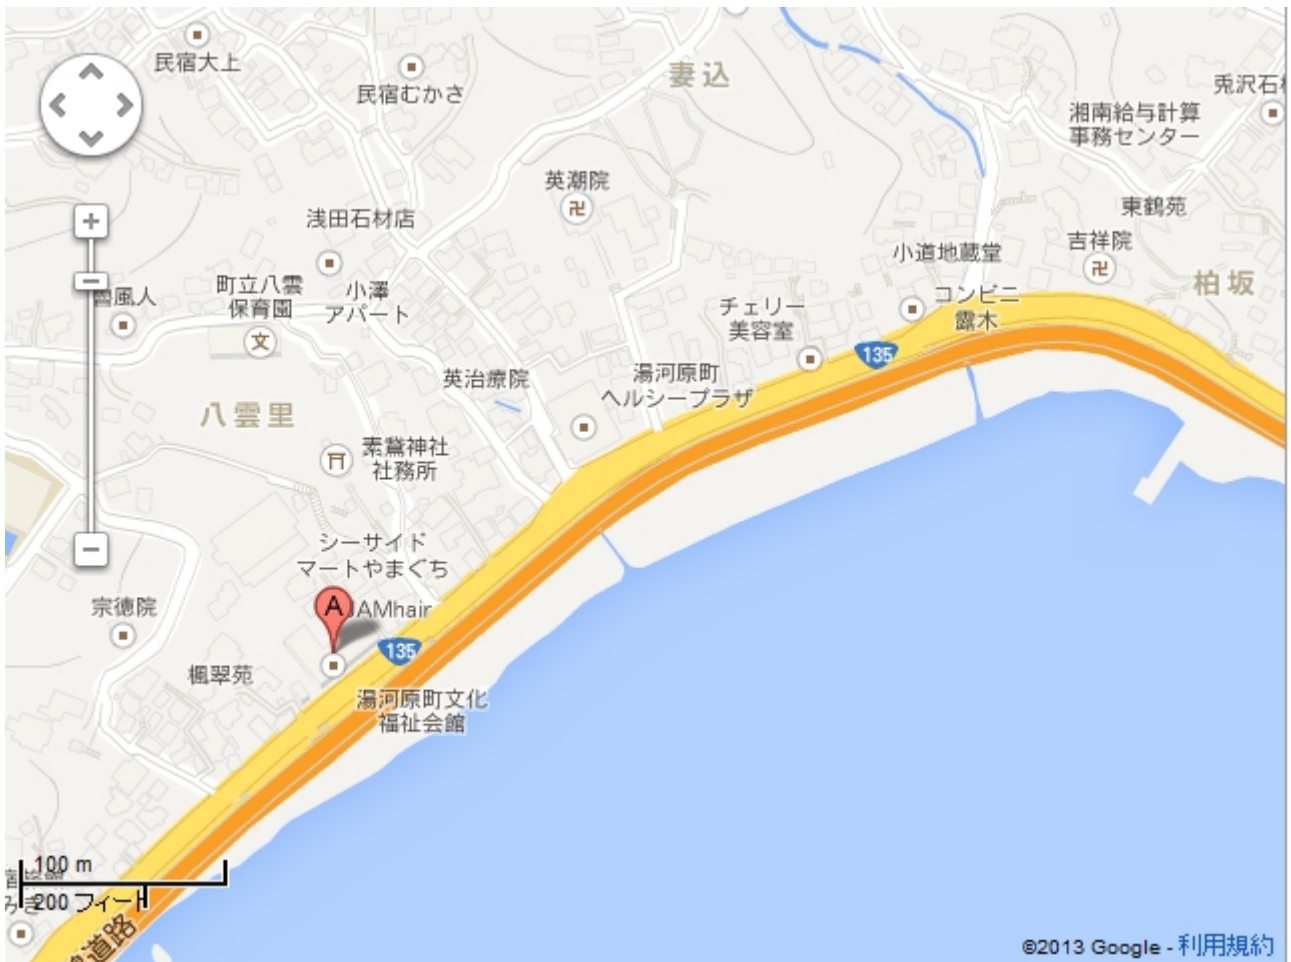 民宿大上
民宿むかさ
妻込
兎沢石
湘南給与計算
事務センター
英潮院
浅田石材店
東鶴苑
吉祥院
小道地蔵堂
柏坂
町立八雲
保育園
小澤
アパート
風人
コンビニ
露木
チェリー
美容室
135
英治療院
湯河原町
ヘルシープラザ
八雲里
文
素鵞神社
社務所
シーサイド
マートやまぐち
A
JAMhair
宗徳院
135
楓翠苑
湯河原町文化
福祉会館
100 m
200 フィート
みき
道路
©2013 Google - 利用規約